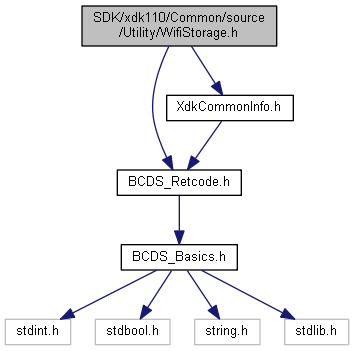 SDK/xdk110/Common/source
/Utility/WifiStorage.h
XdkCommonInfo.h
BCDS_Retcode.h
BCDS_Basics.h
stdint.h
stdbool.h
string.h
stdlib.h